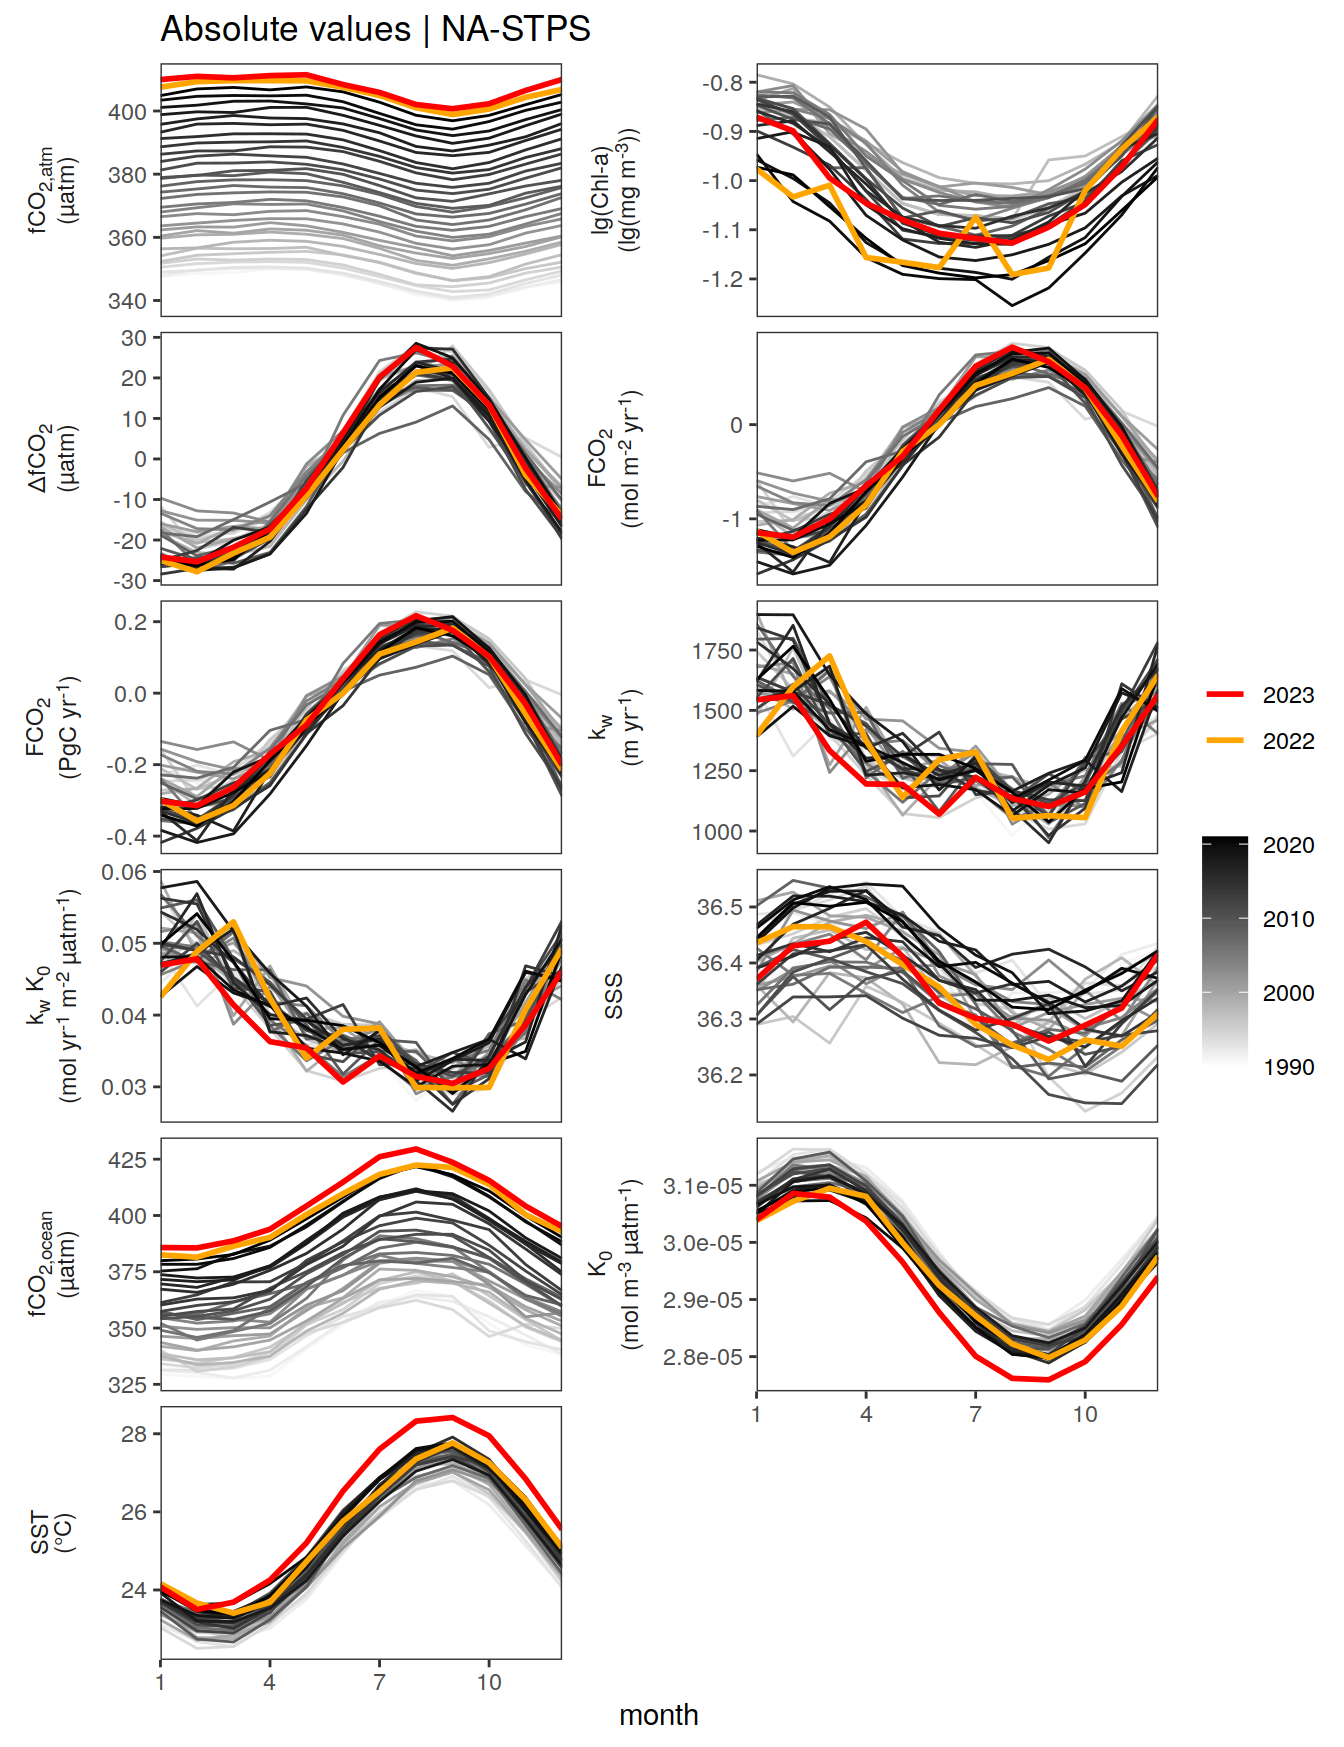 Absolute values | NA-STPS
fCO2,atm
(µatm)
400
380
360
340
lg(Chl-a)
(lg(mg m-3))
-0.8
-0.9
-1.0
-1.1
-1.2
ΔfCO2
(µatm)
30
20
10
0
-10
-20
-30
FCO2
(mol m-2 yr-1)
0
-1
FCO2
(PgC yr-1)
0.2
0.0
-0.2
-0.4
kw
(m yr-1)
1750
1500
1250
1000
kw K0
(mol yr-1 m-2 µatm-1)
0.06
0.05
0.04
0.03
SSS
36.5
36.4
36.3
36.2
fCO2,ocean
(µatm)
425
400
375
350
325
K0
(mol m-3 µatm-1)
3.1e-05
3.0e-05
2.9e-05
2.8e-05
1 4 7 10
SST
(°C)
28
26
24
1 4 7 10
month
2023
2022
2020
2010
2000
1990